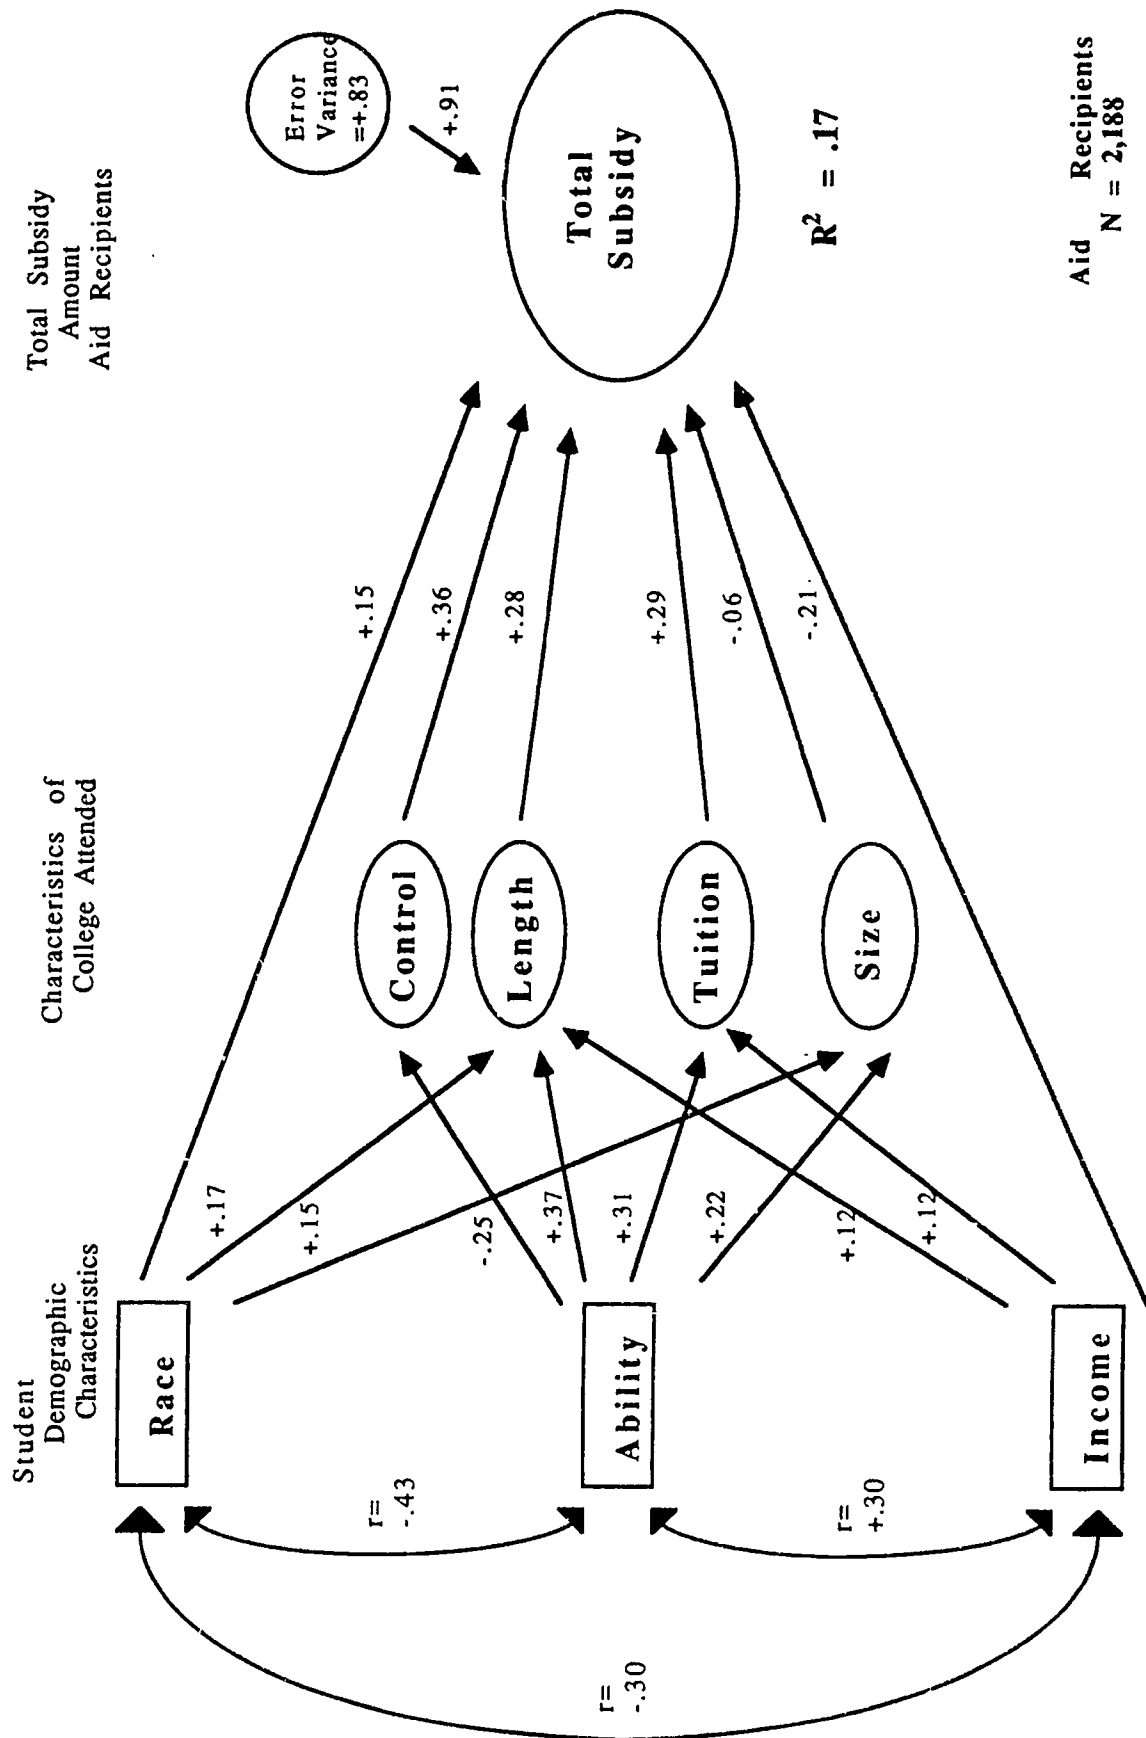 Student
Demographic
Characteristics
Characteristics of
College Attended
Total Subsidy
Amount
Aid Recipients
Error
Variance
=+.83
+.91
Race
Ability
Income
r=
-.43
r=
+.30
r=
-.30
+.17
+.15
-.25
+.37
+.31
+.22
+.12
+.12
Control
Length
Tuition
Size
+.15
+.36
+.28
+.29
-.06
-.21
Total
Subsidy
R² = .17
Aid Recipients
N = 2,188